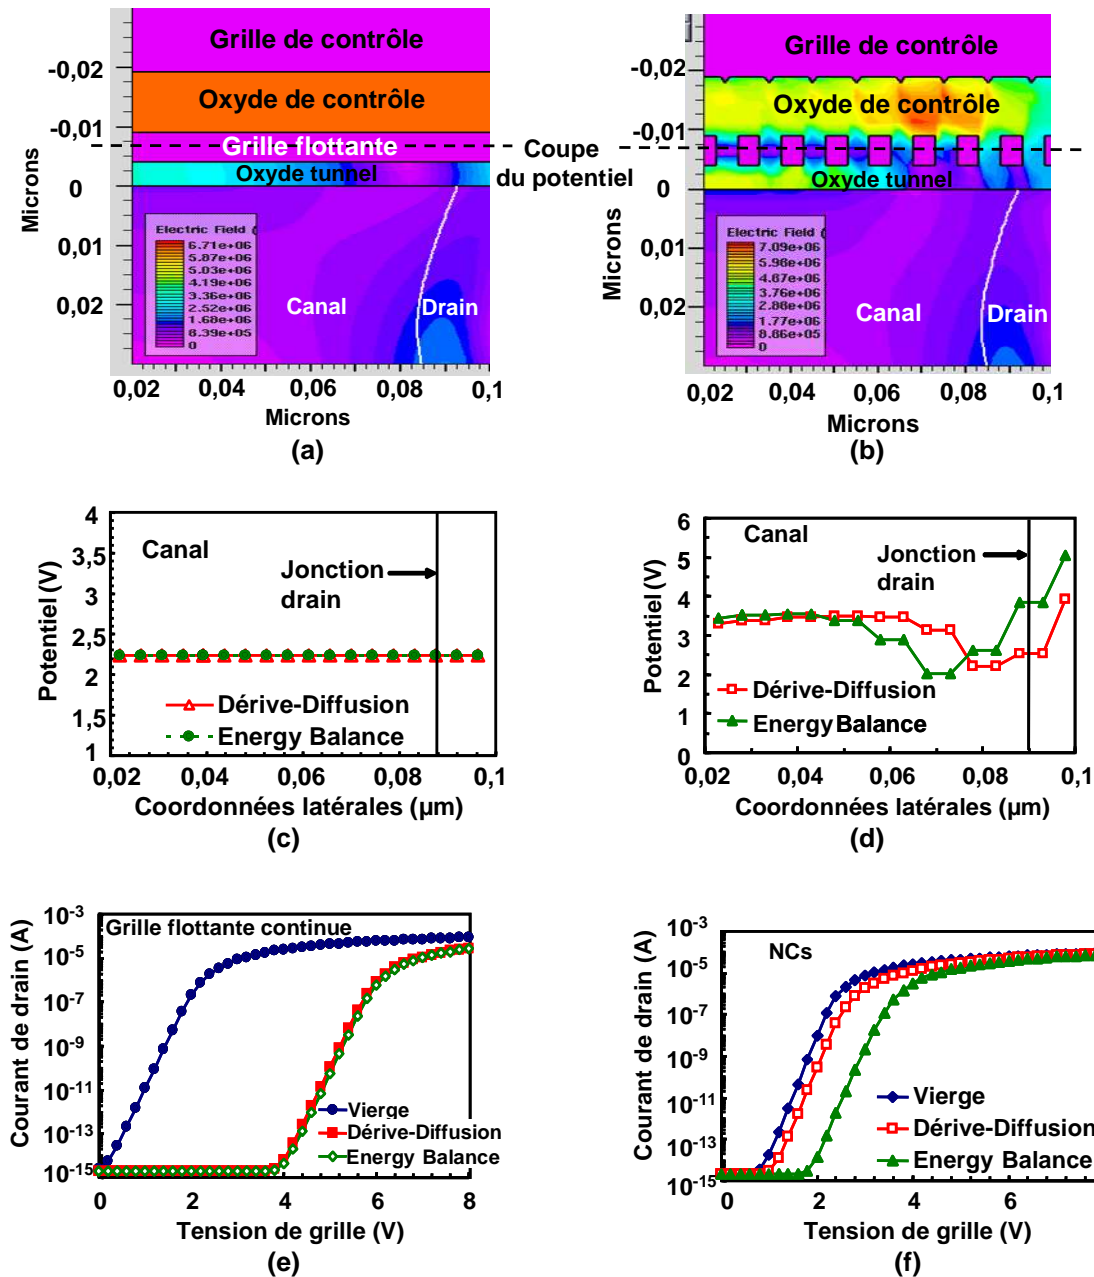 Grille de contrôle
Oxyde de contrôle
Grille flottante
Oxyde tunnel
-0,02
-0,01
0
0,01
0,02
Microns
Electric Field (
6.71e+06
5.87e+06
5.03e+06
4.19e+06
3.36e+06
2.52e+06
1.68e+06
8.39e+05
0
Canal
Drain
0,02
0,04
0,06
0,08
0,1
Microns
(a)
Coupe
du potentiel
Grille de contrôle
Oxyde de contrôle
Oxyde tunnel
-0,02
-0,01
0
0,01
0,02
Microns
Electric Field (
7.09e+06
5.98e+06
4.87e+06
3.76e+06
2.88e+06
1.77e+06
8.86e+05
0
Canal
Drain
0,02
0,04
0,06
0,08
0,1
Microns
(b)
Potentiel (V)
4
3,5
3
2,5
2
1,5
1
Canal
Jonction
drain
Dérive-Diffusion
Energy Balance
0,02
0,04
0,06
0,08
0,1
Coordonnées latérales (µm)
(c)
Potentiel (V)
6
5
4
3
2
1
0
Canal
Jonction
drain
Dérive-Diffusion
Energy Balance
0,02
0,04
0,06
0,08
0,1
Coordonnées latérales (µm)
(d)
Courant de drain (A)
10-3
10-5
10-7
10-9
10-11
10-13
10-15
Grille flottante continue
Vierge
Dérive-Diffusion
Energy Balance
0
2
4
6
8
Tension de grille (V)
(e)
Courant de drain (A)
10-3
10-5
10-7
10-9
10-11
10-13
10-15
NCs
Vierge
Dérive-Diffusion
Energy Balance
0
2
4
6
Tension de grille (V)
(f)